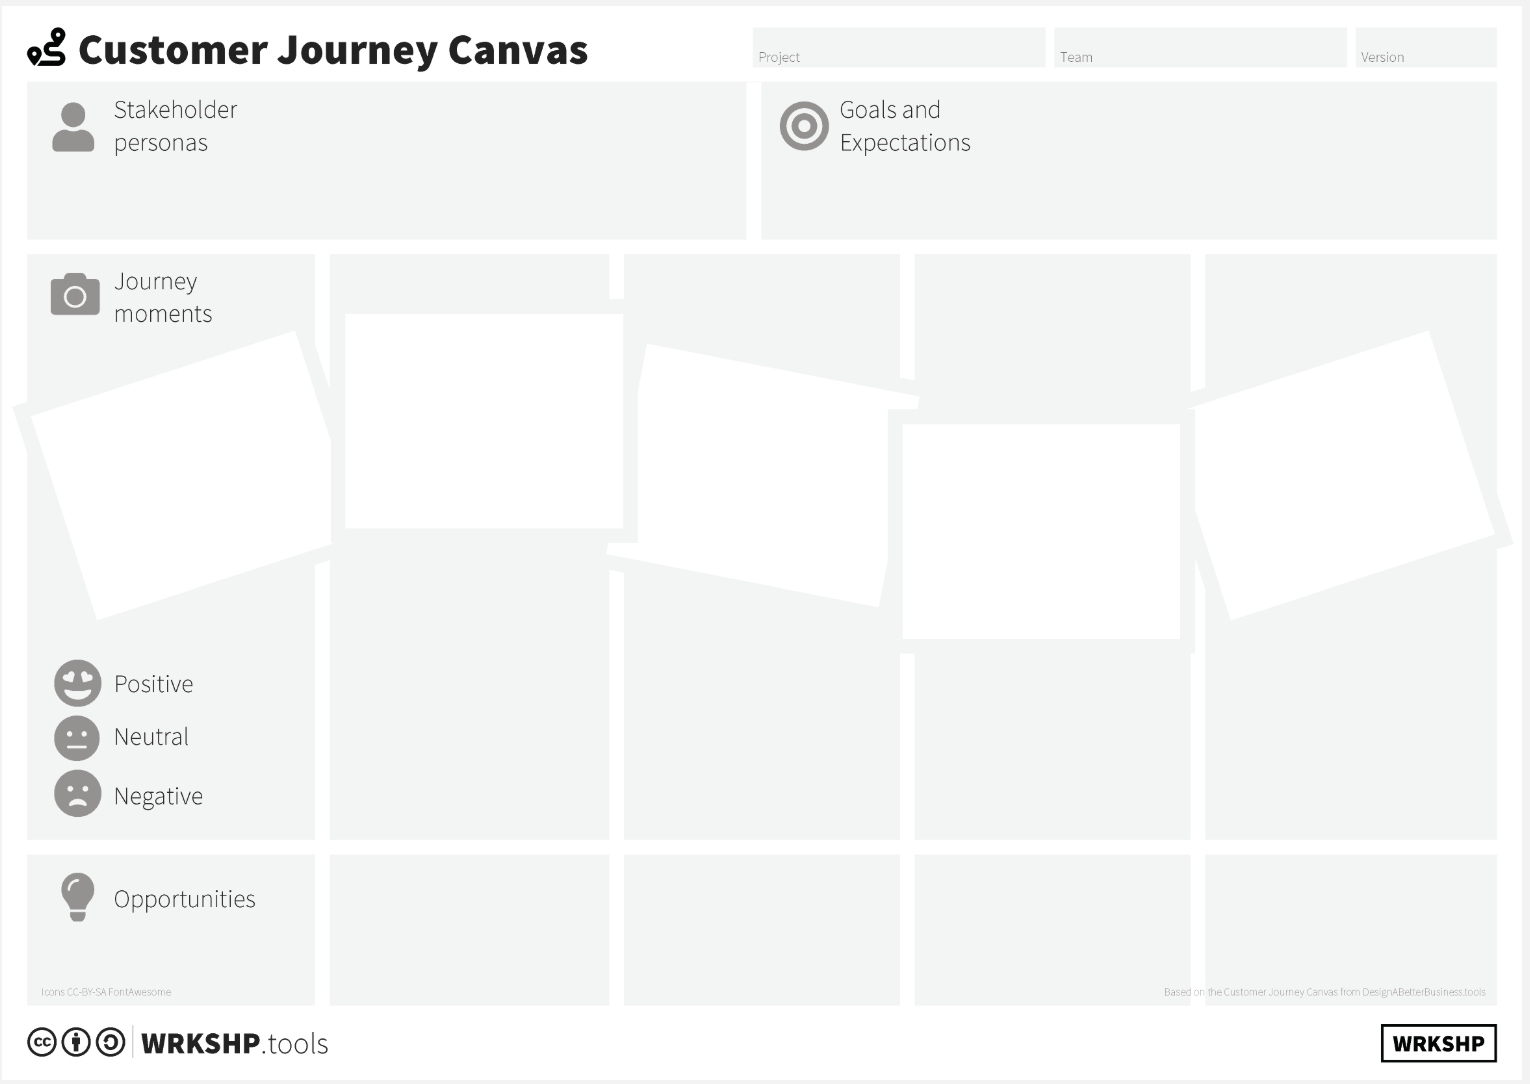 Customer Journey Canvas
Project
Team
Version
Stakeholder
personas
Goals and
Expectations
Journey
moments
Positive
Neutral
Negative
Opportunities
Icons CC-BY-SA FontAwesome
Based on the Customer Journey Canvas from DesignABetterBusiness.tools
cc
WRKSHP.tools
WRKSHP